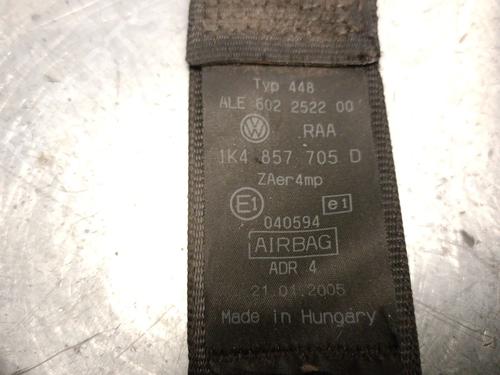 Typ 448
ALE 602 2522 00
RAA
1K4 857 705 D
ZAer4mp
E1 e1
040594
AIRBAG
ADR 4
21.01.2005
Made in Hungary